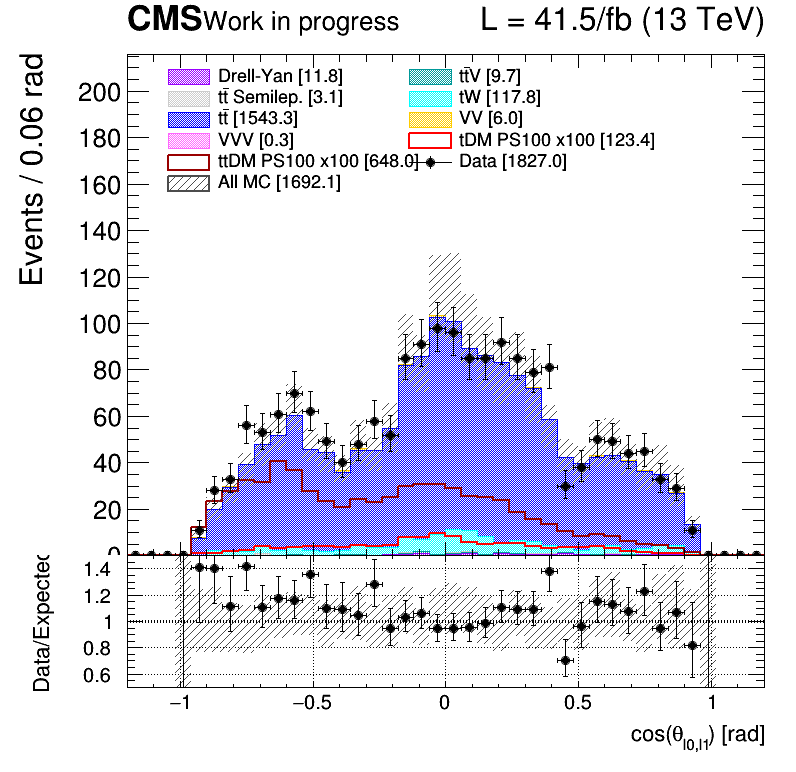 CMS Work in progress L = 41.5/fb (13 TeV)
Events / 0.06 rad
Drell-Yan [11.8] tt̄V [9.7]
tt̄ Semilep. [3.1] tW [117.8]
tt̄ [1543.3] VV [6.0]
VVV [0.3] tDM PS100 x100 [123.4]
ttDM PS100 x100 [648.0] Data [1827.0]
All MC [1692.1]
200
180
160
140
120
100
80
60
40
20
0
Data/Expected
1.4
1.2
1
0.8
0.6
−1 −0.5 0 0.5 1
cos(θ_l0,l1) [rad]